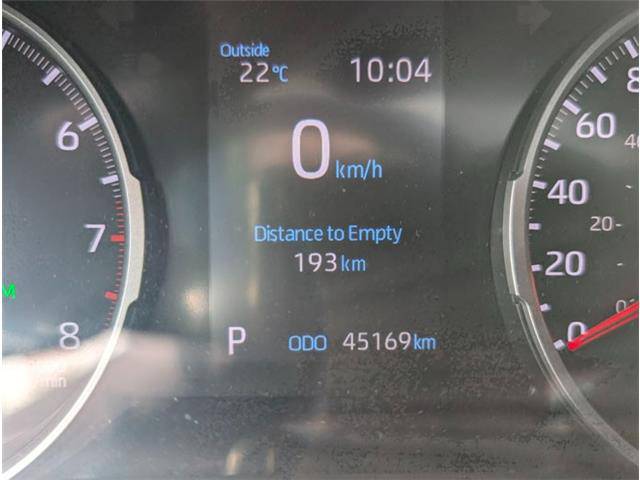 Outside
22°C 10:04
0 km/h
Distance to Empty
193 km
P ODO 45169 km
6
7
8
60
40
20
20
0